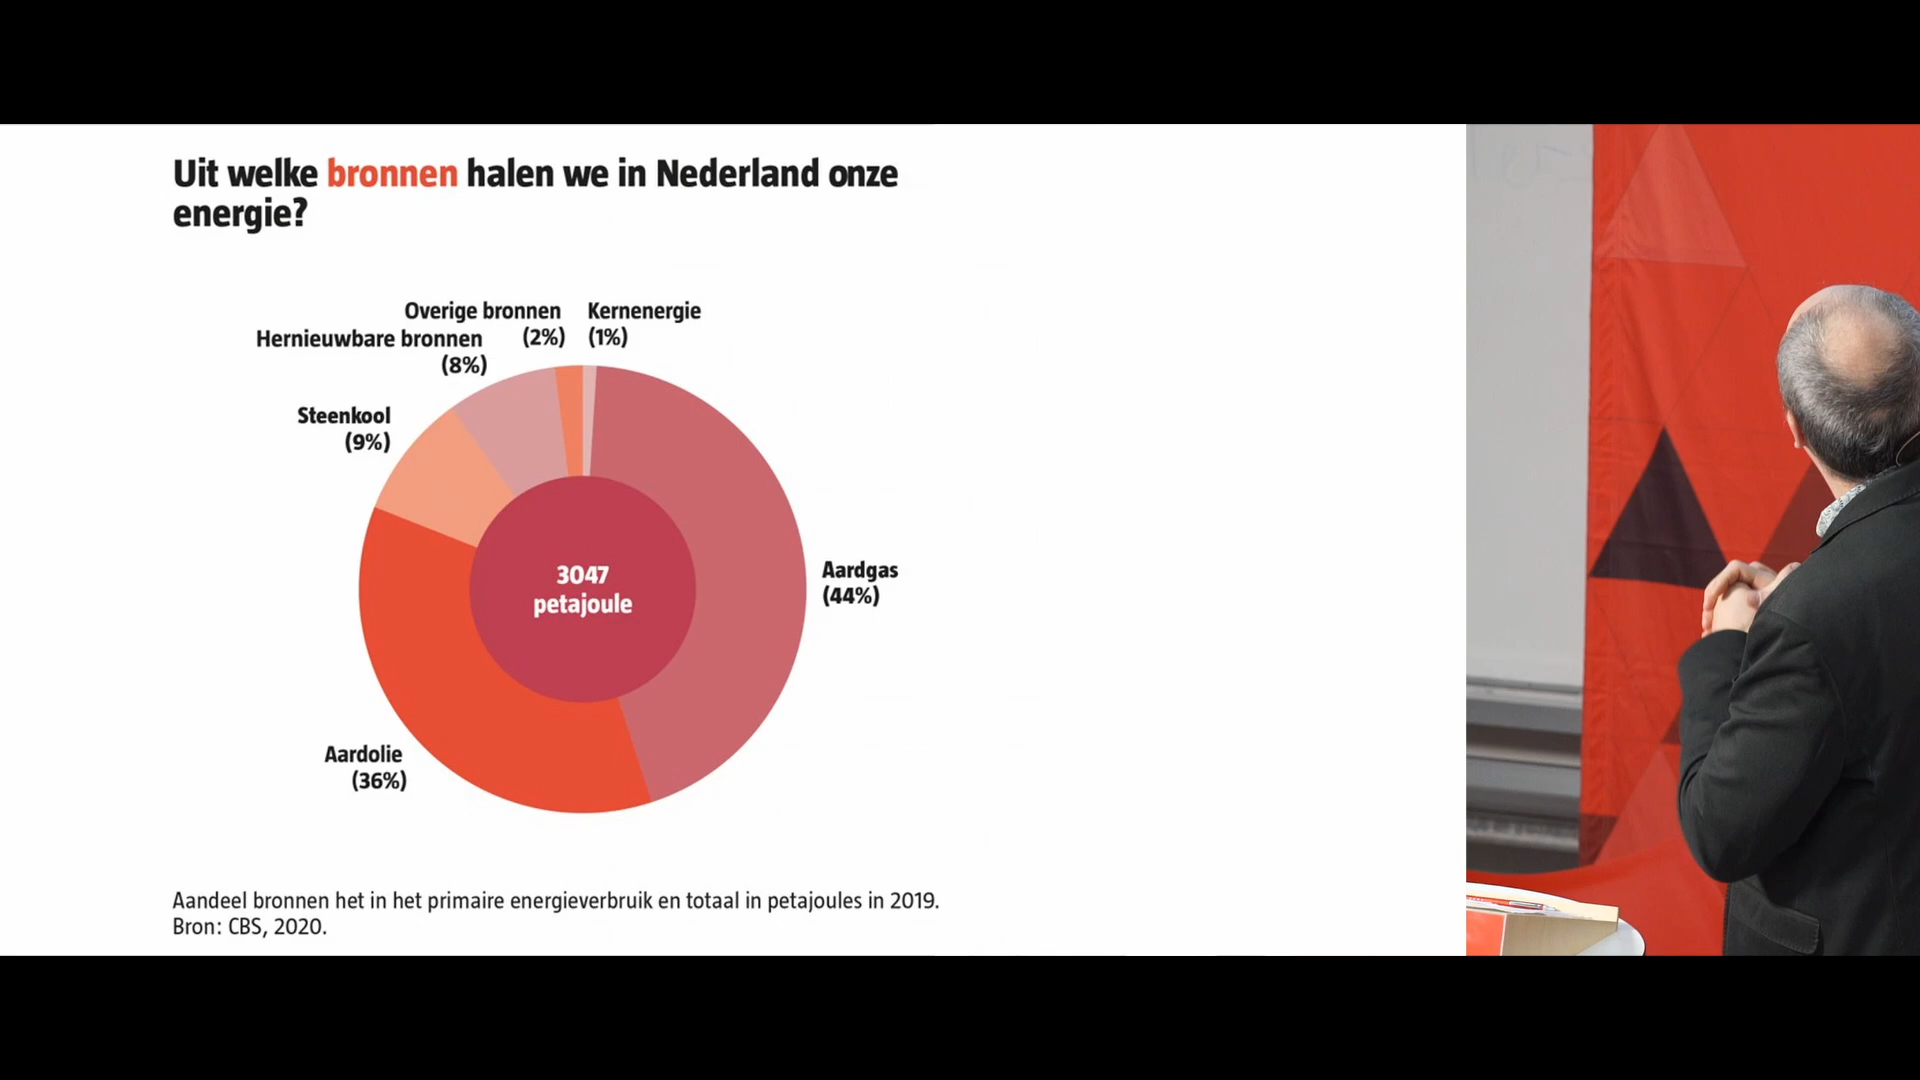 Uit welke bronnen halen we in Nederland onze
energie?
Overige bronnen
(2%)
Kernenergie
(1%)
Hernieuwbare bronnen
(8%)
Steenkool
(9%)
3047
petajoule
Aardgas
(44%)
Aardolie
(36%)
Aandeel bronnen het in het primaire energieverbruik en totaal in petajoules in 2019.
Bron: CBS, 2020.